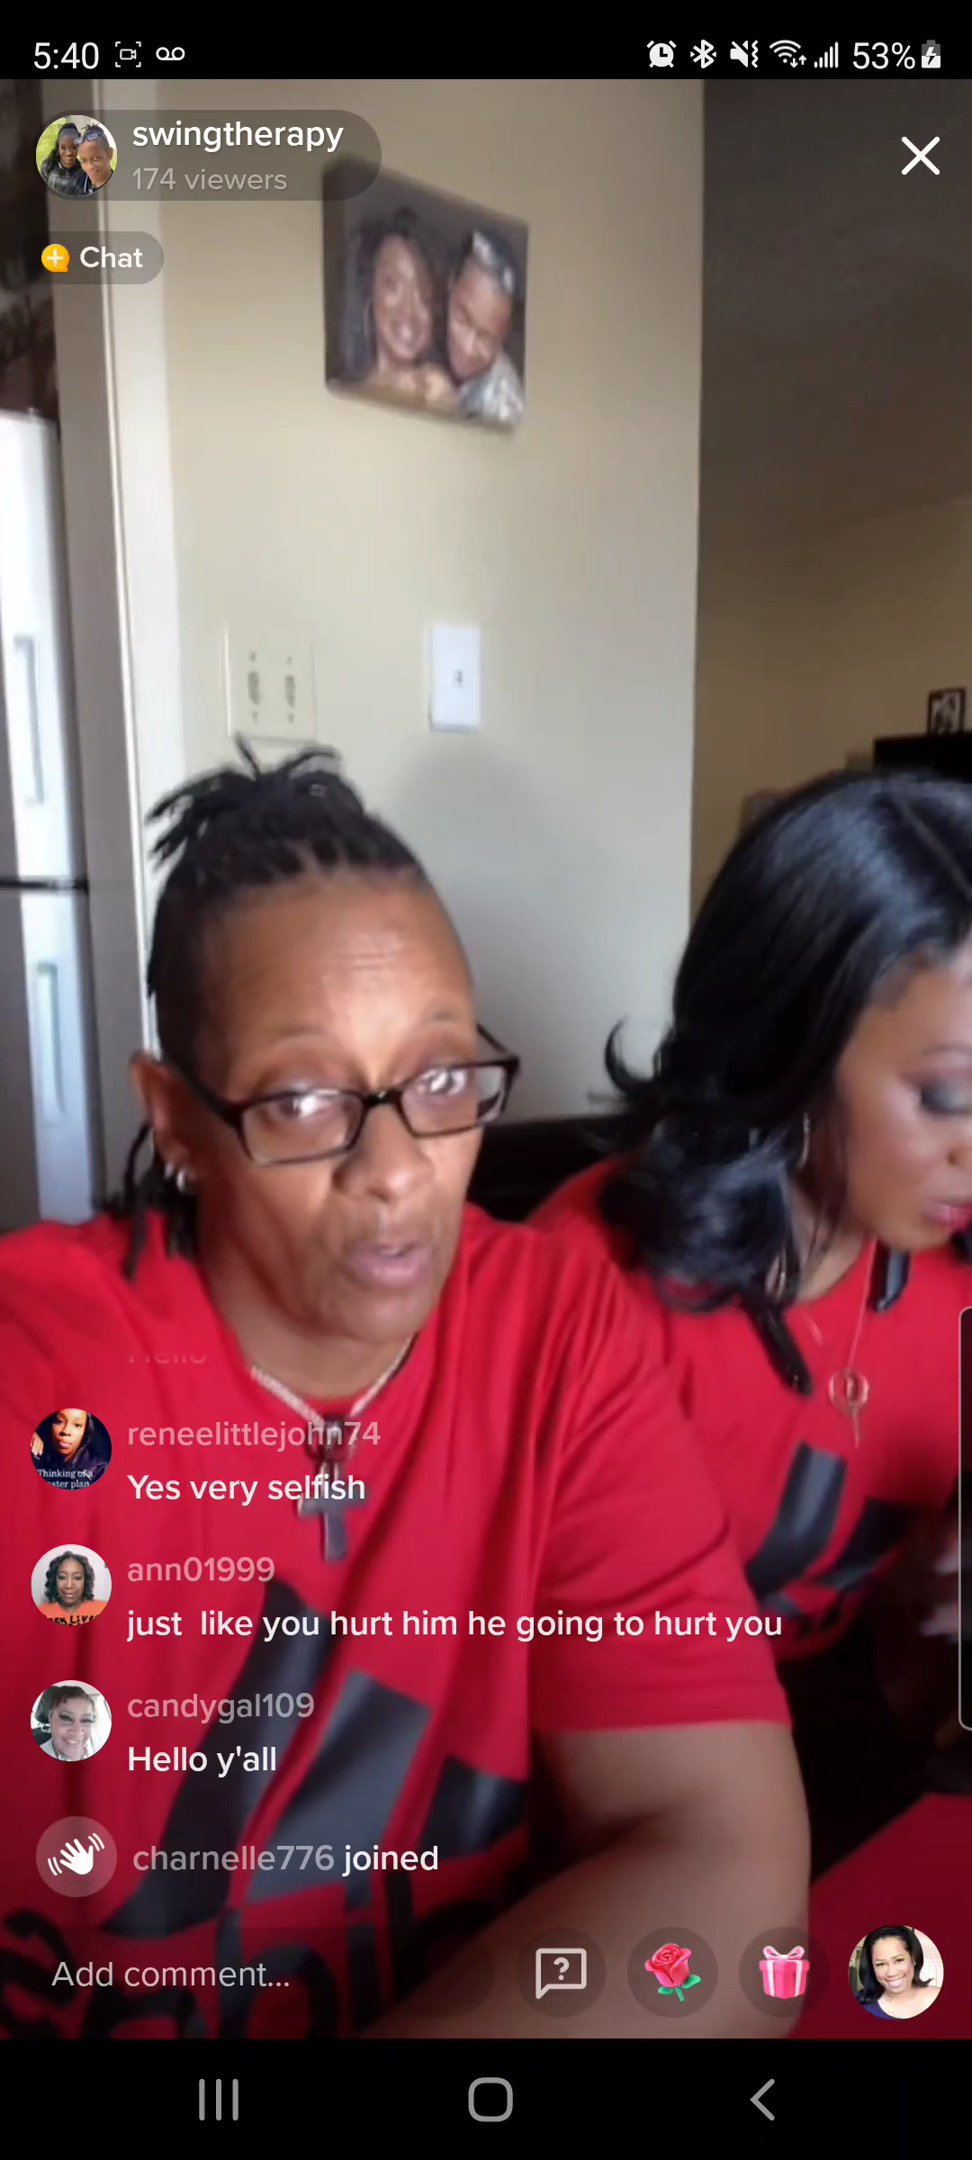 5:40
53%
swingtherapy
174 viewers
Chat
Hello
reneelittlejohn74
Yes very selfish
ann01999
just like you hurt him he going to hurt you
candygal109
Hello y'all
charnelle776 joined
Add comment...